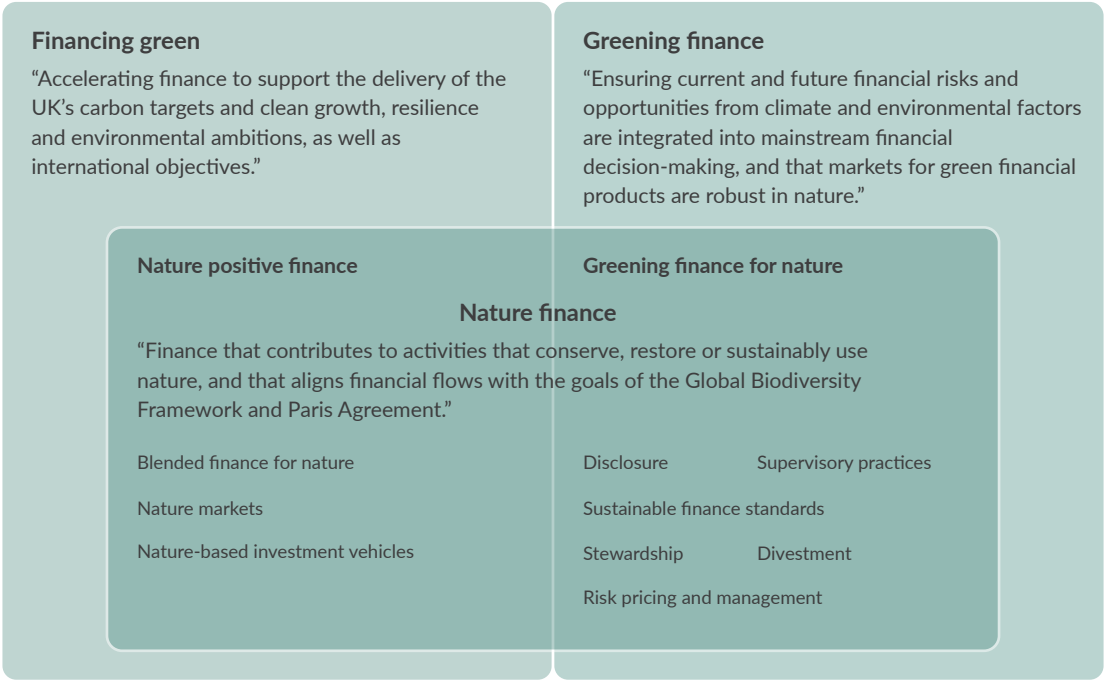 Financing green
“Accelerating finance to support the delivery of the
UK’s carbon targets and clean growth, resilience
and environmental ambitions, as well as
international objectives.”
Greening finance
“Ensuring current and future financial risks and
opportunities from climate and environmental factors
are integrated into mainstream financial
decision-making, and that markets for green financial
products are robust in nature.”
Nature positive finance
Greening finance for nature
Nature finance
“Finance that contributes to activities that conserve, restore or sustainably use
nature, and that aligns financial flows with the goals of the Global Biodiversity
Framework and Paris Agreement.”
Blended finance for nature
Nature markets
Nature-based investment vehicles
Disclosure
Supervisory practices
Sustainable finance standards
Stewardship
Divestment
Risk pricing and management